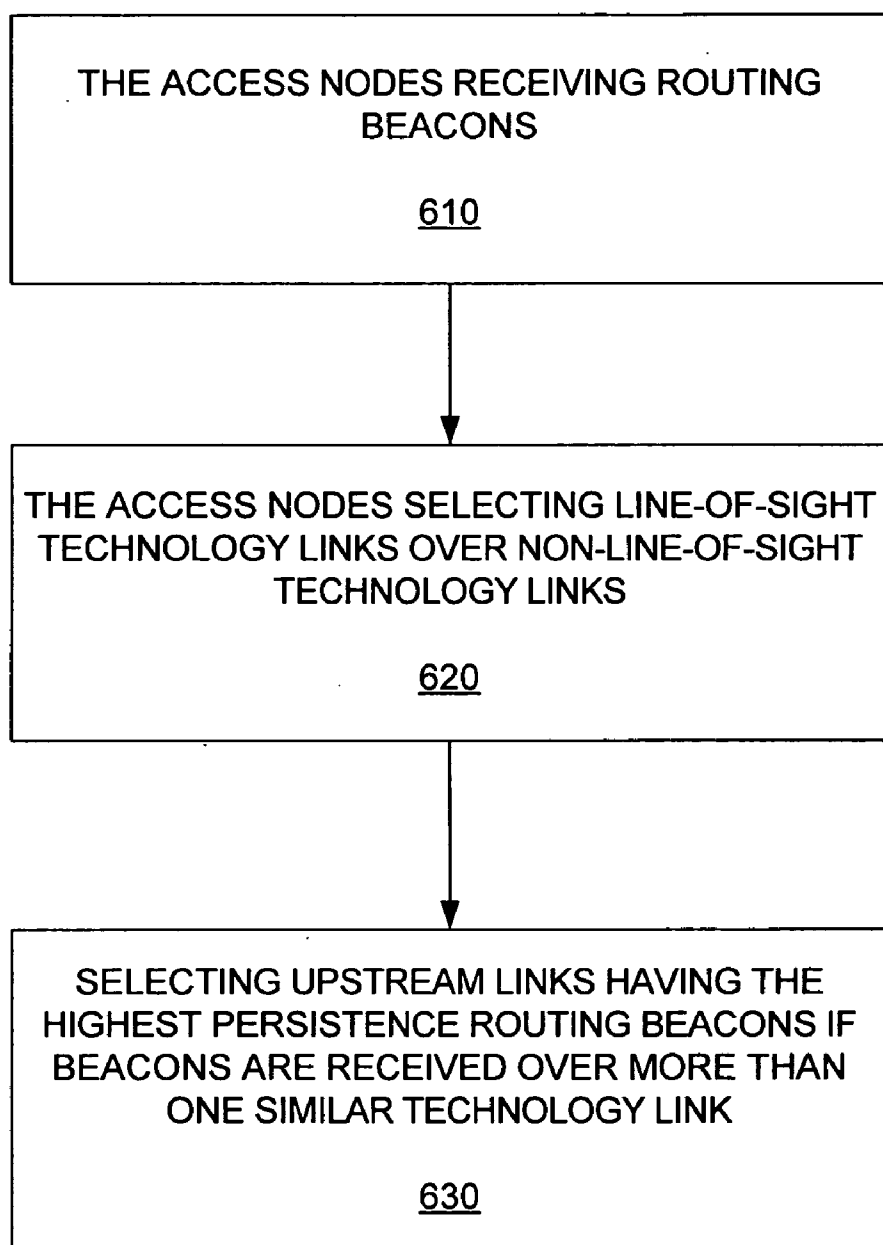 THE ACCESS NODES RECEIVING ROUTING
BEACONS
610
THE ACCESS NODES SELECTING LINE-OF-SIGHT
TECHNOLOGY LINKS OVER NON-LINE-OF-SIGHT
TECHNOLOGY LINKS
620
SELECTING UPSTREAM LINKS HAVING THE
HIGHEST PERSISTENCE ROUTING BEACONS IF
BEACONS ARE RECEIVED OVER MORE THAN
ONE SIMILAR TECHNOLOGY LINK
630